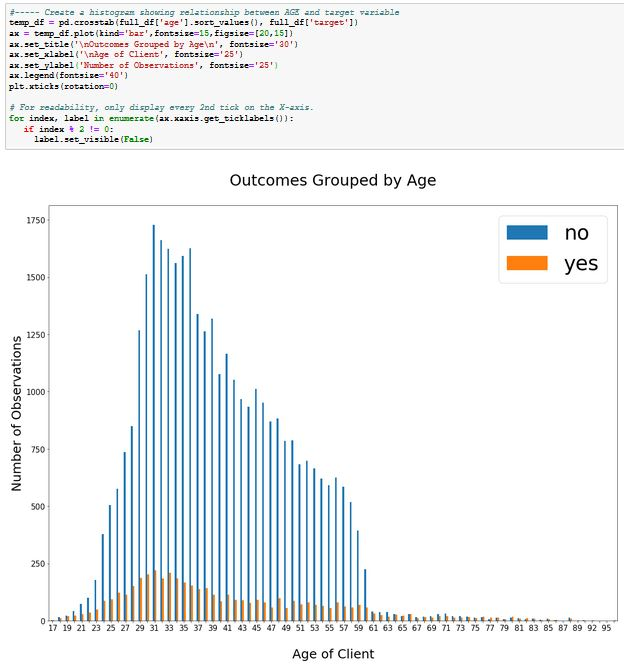 #----- Create a histogram showing relationship between AGE and target variable
temp_df = pd.crosstab(full_df['age'].sort_values(), full_df['target'])
ax = temp_df.plot(kind='bar',fontsize=15,figsize=[20,15])
ax.set_title('\nOutcomes Grouped by Age\n', fontsize='30')
ax.set_xlabel('\nAge of Client', fontsize='25')
ax.set_ylabel('Number of Observations', fontsize='25')
ax.legend(fontsize='40')
plt.xticks(rotation=0)
# For readability, only display every 2nd tick on the X-axis.
for index, label in enumerate(ax.xaxis.get_ticklabels()):
if index % 2 != 0:
label.set_visible(False)
Outcomes Grouped by Age
no
yes
1750
1500
1250
1000
750
500
250
0
Number of Observations
17 19 21 23 25 27 29 31 33 35 37 39 41 43 45 47 49 51 53 55 57 59 61 63 65 67 69 71 73 75 77 79 81 83 85 87 89 92 95
Age of Client